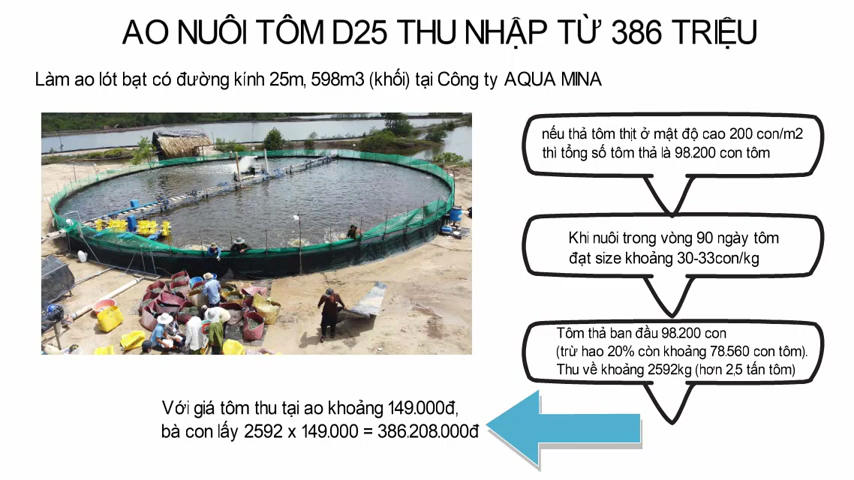 AO NUÔI TÔM D25 THU NHẬP TỪ 386 TRIỆU
Làm ao lót bạt có đường kính 25m, 598m3 (khối) tại Công ty AQUA MINA
nếu thả tôm thịt ở mật độ cao 200 con/m2
thì tổng số tôm thả là 98.200 con tôm
Khi nuôi trong vòng 90 ngày tôm
đạt size khoảng 30-33con/kg
Tôm thả ban đầu 98.200 con
(trừ hao 20% còn khoảng 78.560 con tôm).
Thu về khoảng 2592kg (hơn 2,5 tấn tôm)
Với giá tôm thu tại ao khoảng 149.000đ,
bà con lấy 2592 x 149.000 = 386.208.000đ